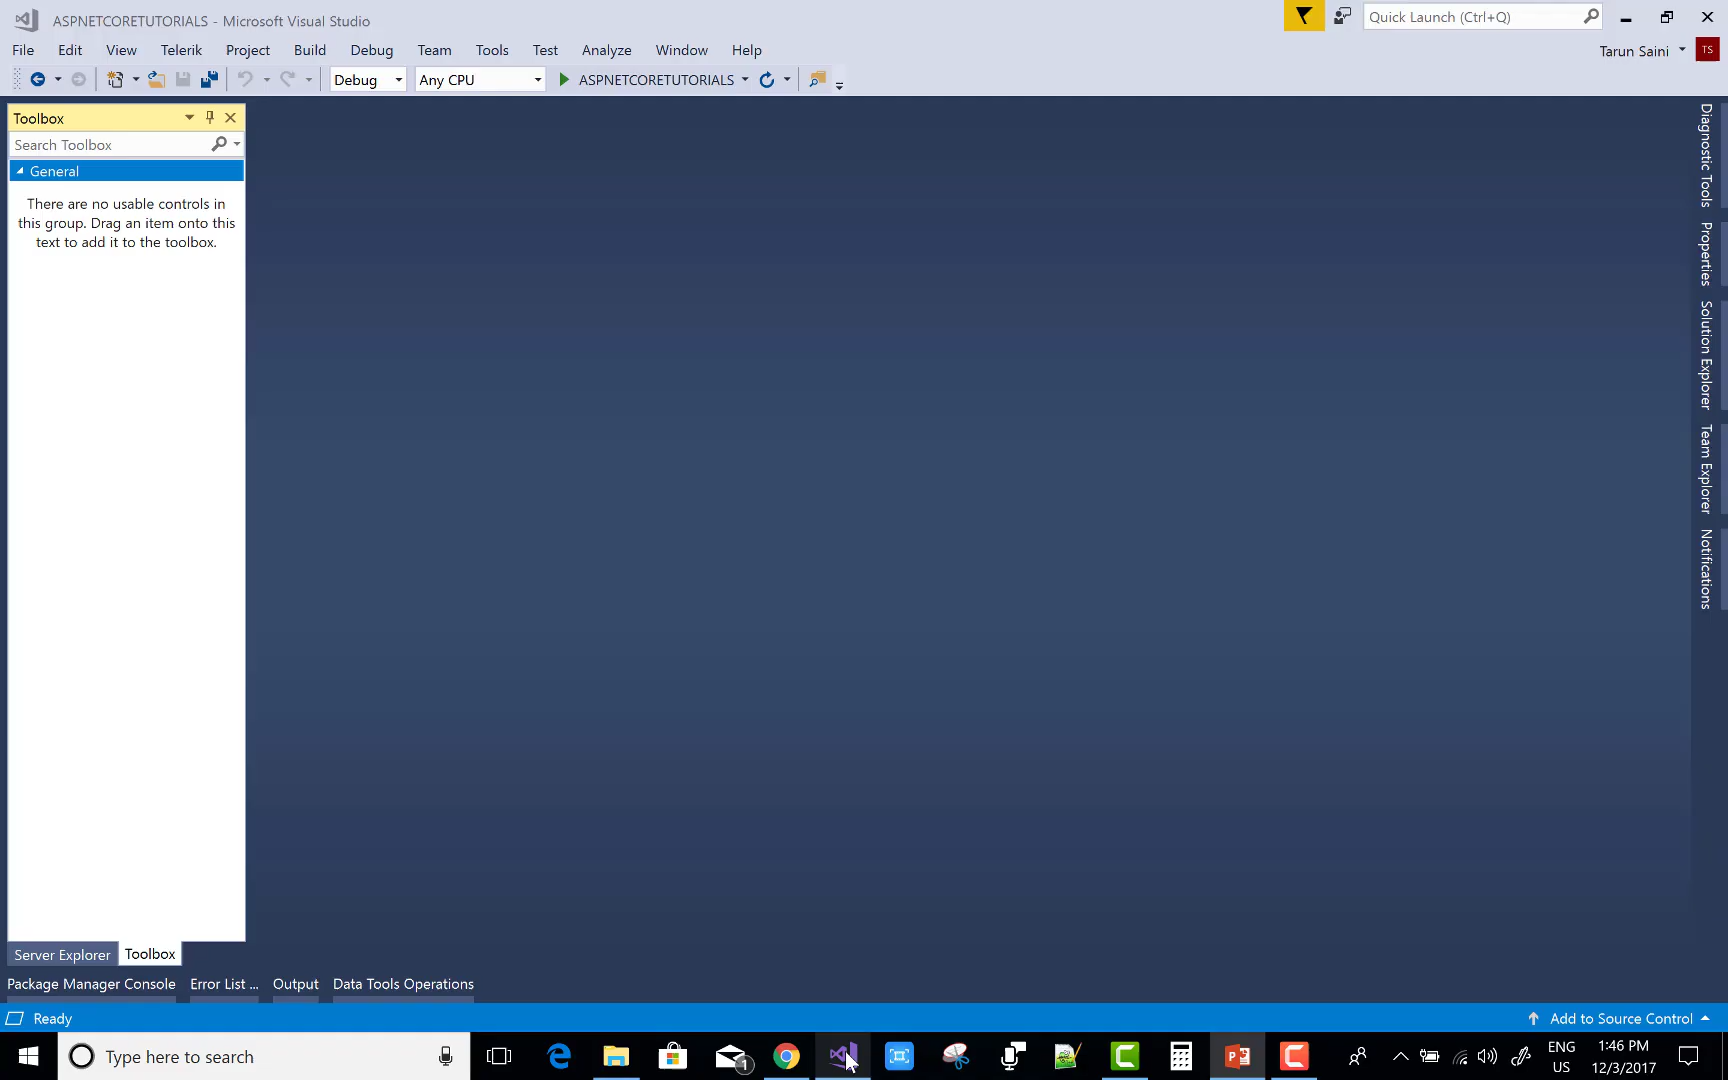 ASPNETCORETUTORIALS - Microsoft Visual Studio
Quick Launch (Ctrl+Q)
File Edit View Telerik Project Build Debug Team Tools Test Analyze Window Help
Tarun Saini TS
Debug Any CPU ASPNETCORETUTORIALS
Toolbox
Search Toolbox
General
There are no usable controls in
this group. Drag an item onto this
text to add it to the toolbox.
Diagnostic Tools
Properties
Solution Explorer
Team Explorer
Notifications
Server Explorer Toolbox
Package Manager Console Error List ... Output Data Tools Operations
Ready
Add to Source Control
Type here to search
1
ENG
US
1:46 PM
12/3/2017